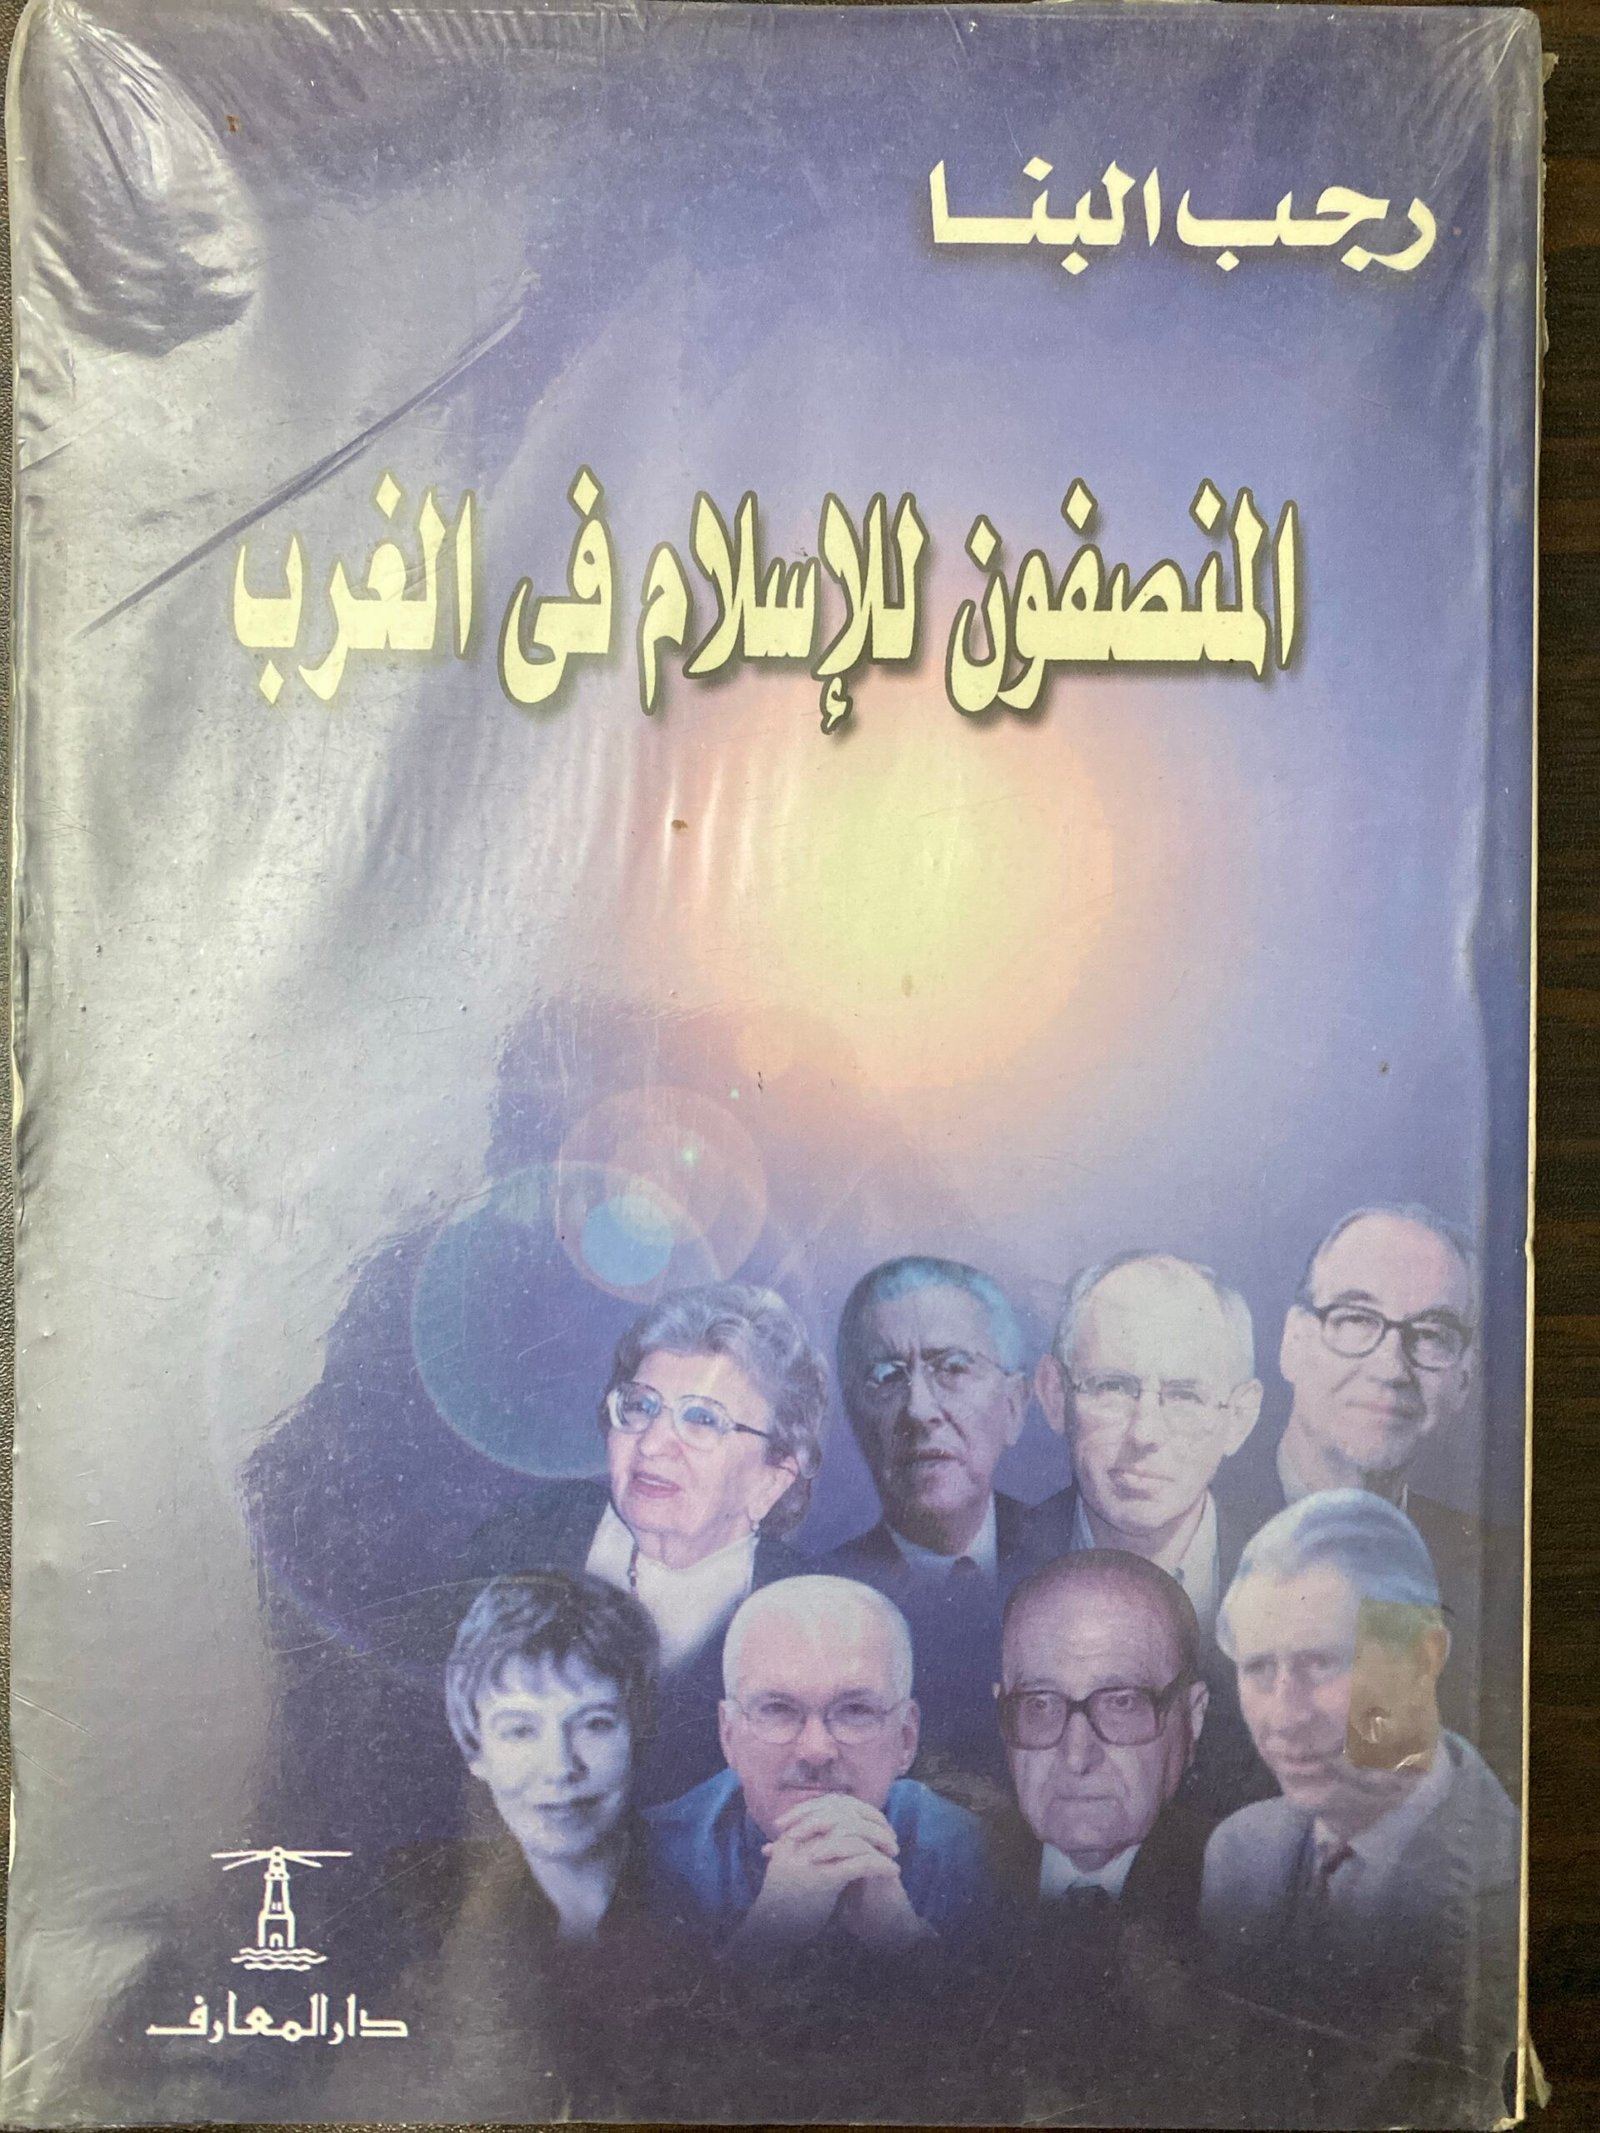 رجب البنا
المنصفون للإسلام فى الغرب
دار المعارف